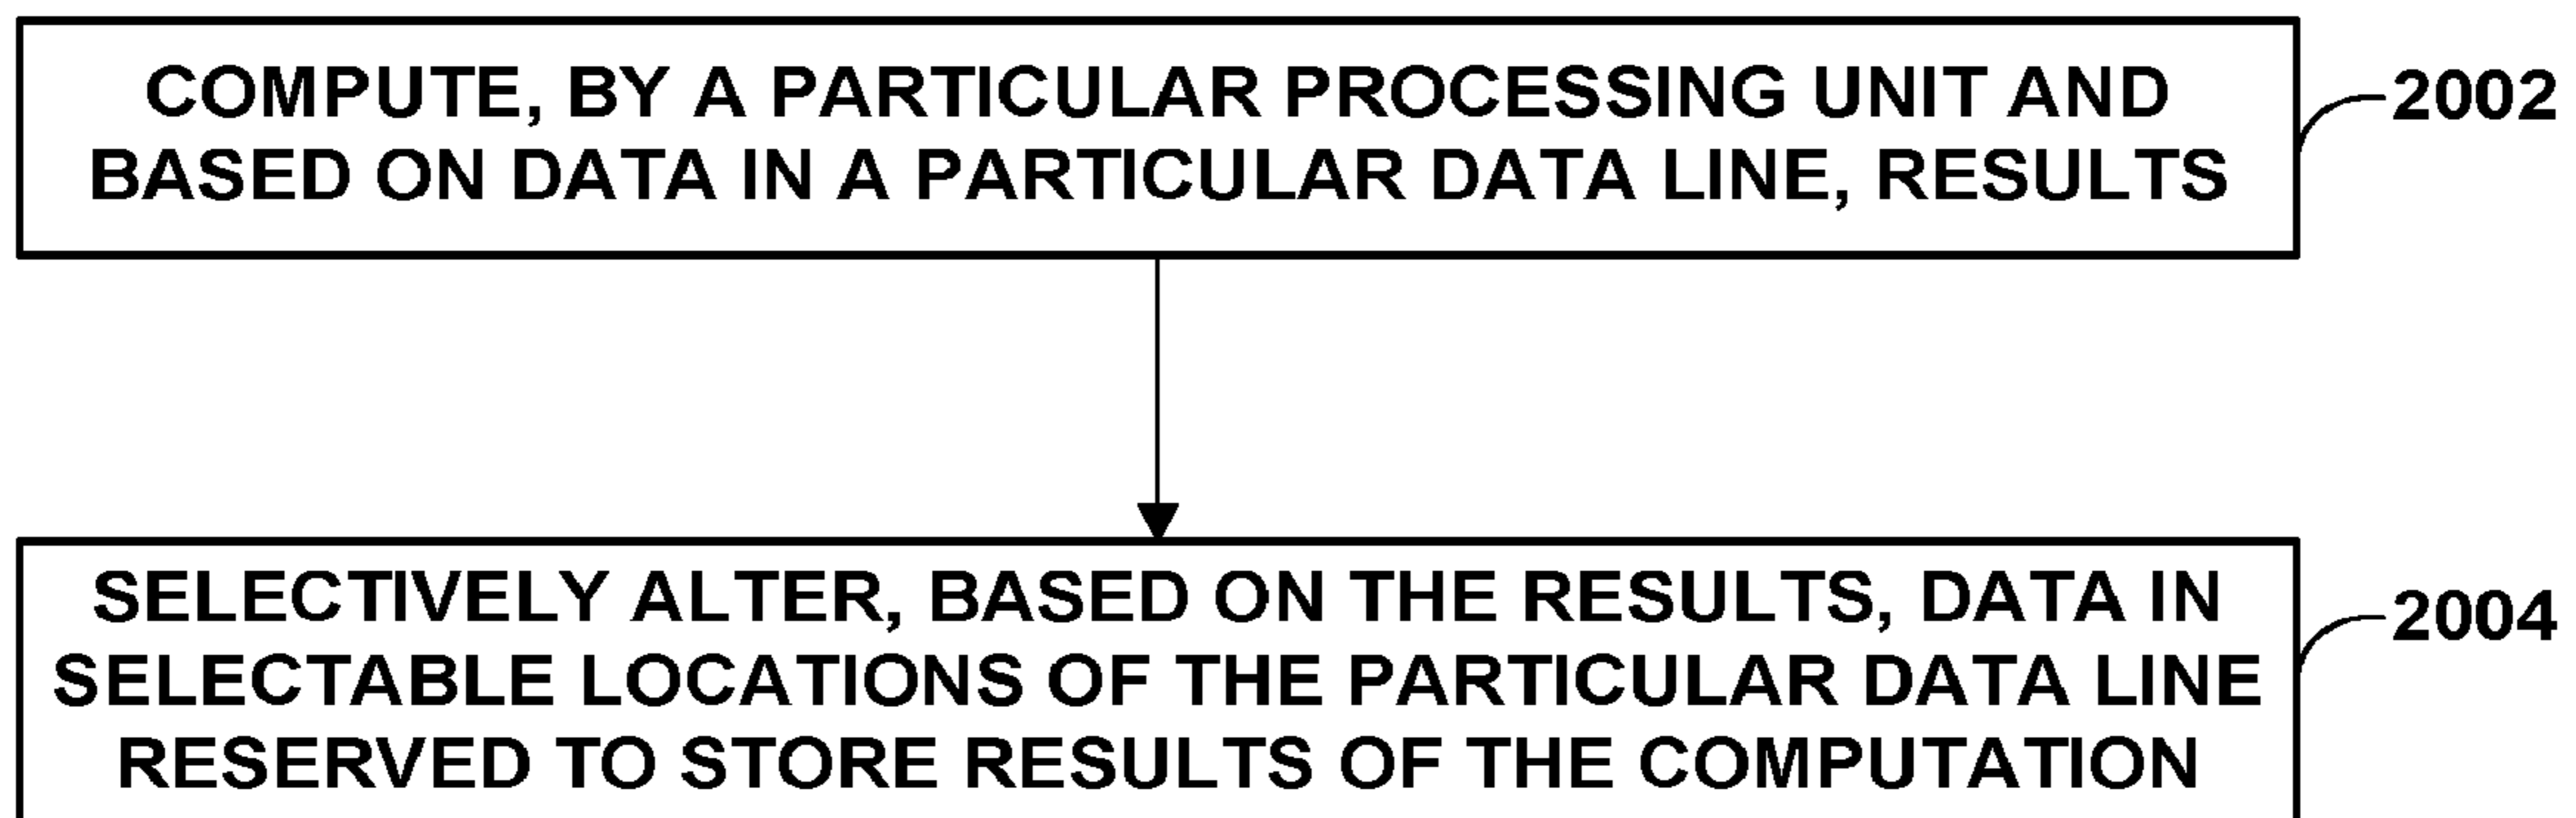 COMPUTE, BY A PARTICULAR PROCESSING UNIT AND
BASED ON DATA IN A PARTICULAR DATA LINE, RESULTS
2002
SELECTIVELY ALTER, BASED ON THE RESULTS, DATA IN
SELECTABLE LOCATIONS OF THE PARTICULAR DATA LINE
RESERVED TO STORE RESULTS OF THE COMPUTATION
2004